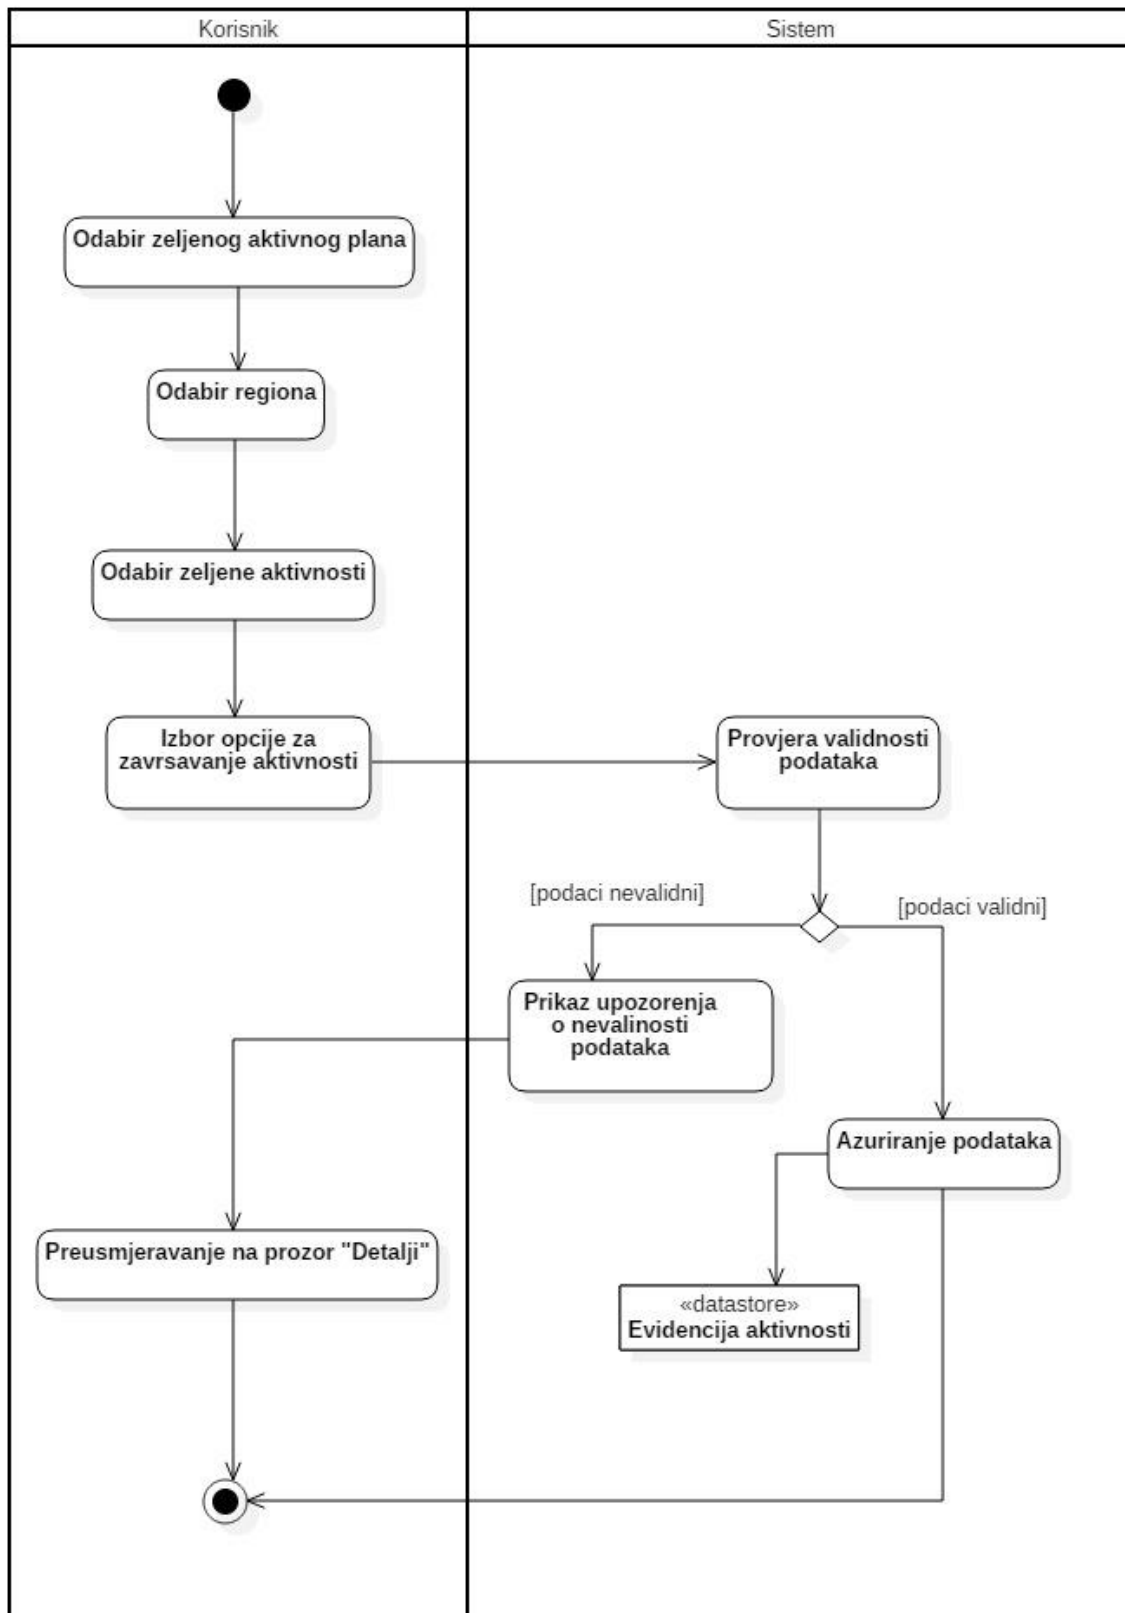 Korisnik
Sistem
Odabir zeljenog aktivnog plana
Odabir regiona
Odabir zeljene aktivnosti
Izbor opcije za
zavrsavanje aktivnosti
Provjera validnosti
podataka
[podaci nevalidni]
[podaci validni]
Prikaz upozorenja
o nevalinosti
podataka
Azuriranje podataka
Preusmjeravanje na prozor "Detalji"
«datastore»
Evidencija aktivnosti